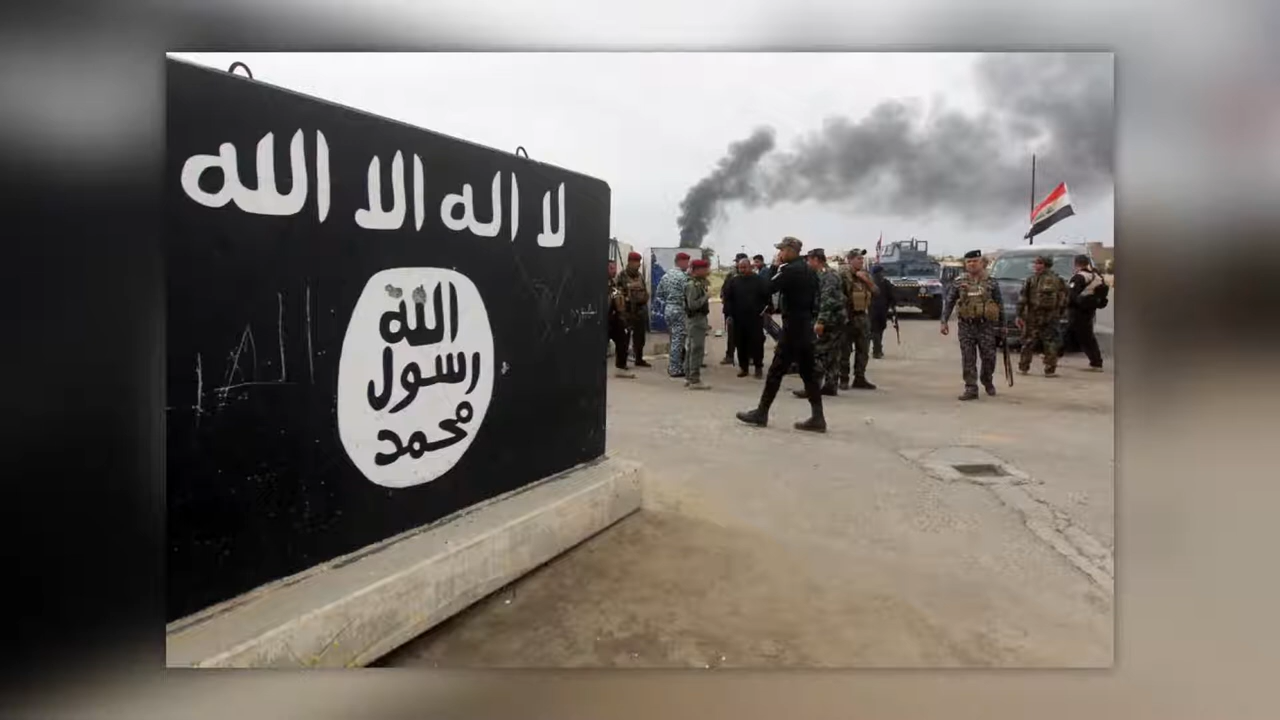 لا اله الا الله
الله
رسول
محمد